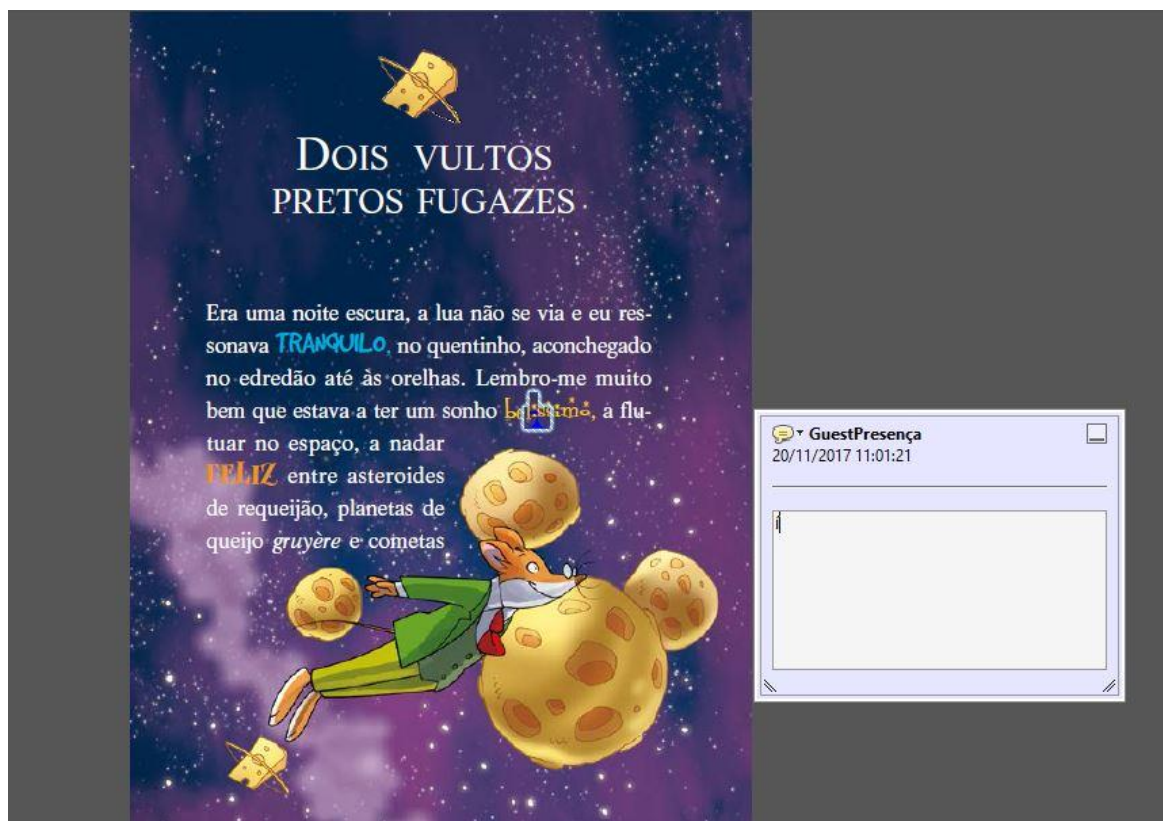 DOIS VULTOS
PRETOS FUGAZES
Era uma noite escura, a lua não se via e eu res-
sonava TRANQUILO, no quentinho, aconchegado
no edredão até às orelhas. Lembro-me muito
bem que estava a ter um sonho a flu-
tuar no espaço, a nadar
FELIZ entre asteroides
de requeijão, planetas de
queijo gruyère e cometas
GuestPresença
20/11/2017 11:01:21
í